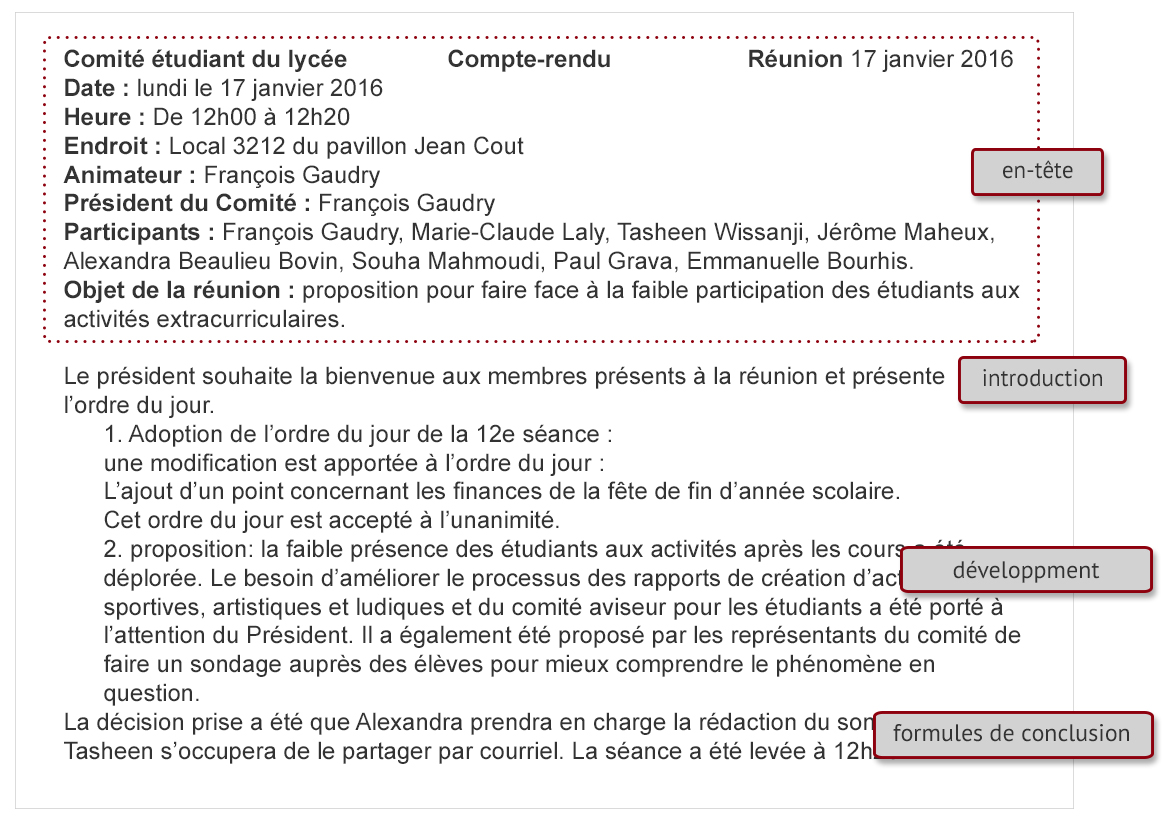 Comité étudiant du lycée Compte-rendu Réunion 17 janvier 2016
Date : lundi le 17 janvier 2016
Heure : De 12h00 à 12h20
Endroit : Local 3212 du pavillon Jean Cout
Animateur : François Gaudry
en-tête
Président du Comité : François Gaudry
Participants : François Gaudry, Marie-Claude Laly, Tasheen Wissanji, Jérôme Maheux,
Alexandra Beaulieu Bovin, Souha Mahmoudi, Paul Grava, Emmanuelle Bourhis.
Objet de la réunion : proposition pour faire face à la faible participation des étudiants aux
activités extracurriculaires.
Le président souhaite la bienvenue aux membres présents à la réunion et présente
introduction
l’ordre du jour.
1. Adoption de l’ordre du jour de la 12e séance :
une modification est apportée à l’ordre du jour :
L’ajout d’un point concernant les finances de la fête de fin d’année scolaire.
Cet ordre du jour est accepté à l’unanimité.
2. proposition: la faible présence des étudiants aux activités après les cours a été
déplorée. Le besoin d’améliorer le processus des rapports de création
développment
sportives, artistiques et ludiques et du comité aviseur pour les étudiants a été porté à
l’attention du Président. Il a également été proposé par les représentants du comité de
faire un sondage auprès des élèves pour mieux comprendre le phénomène en
question.
La décision prise a été que Alexandra prendra en charge la rédaction du
formules de conclusion
Tasheen s’occupera de le partager par courriel. La séance a été levée à